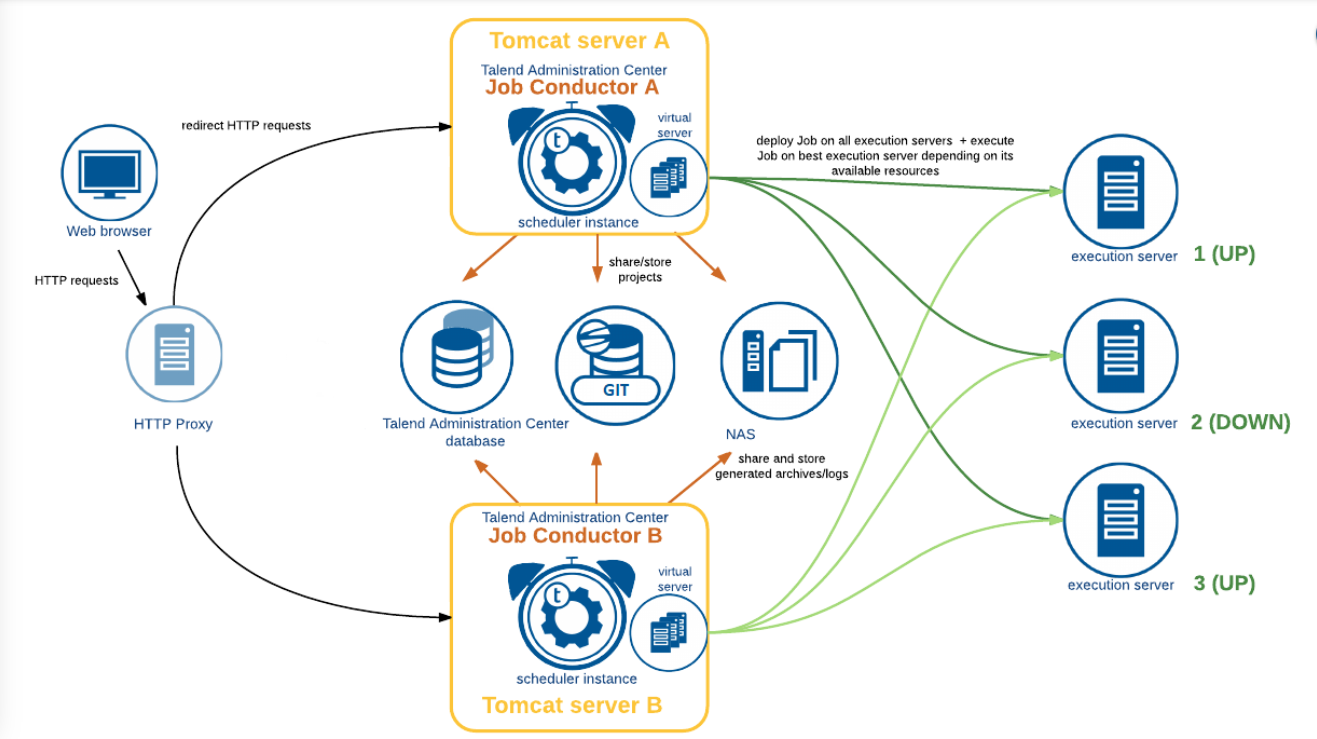 Tomcat server A
Talend Administration Center
Job Conductor A
virtual
server
scheduler instance
redirect HTTP requests
Web browser
HTTP requests
HTTP Proxy
deploy Job on all execution servers + execute
Job on best execution server depending on its
available resources
execution server 1 (UP)
share/store
projects
GIT
Talend Administration Center
database
NAS
share and store
generated archives/logs
execution server 2 (DOWN)
Talend Administration Center
Job Conductor B
virtual
server
scheduler instance
Tomcat server B
execution server 3 (UP)